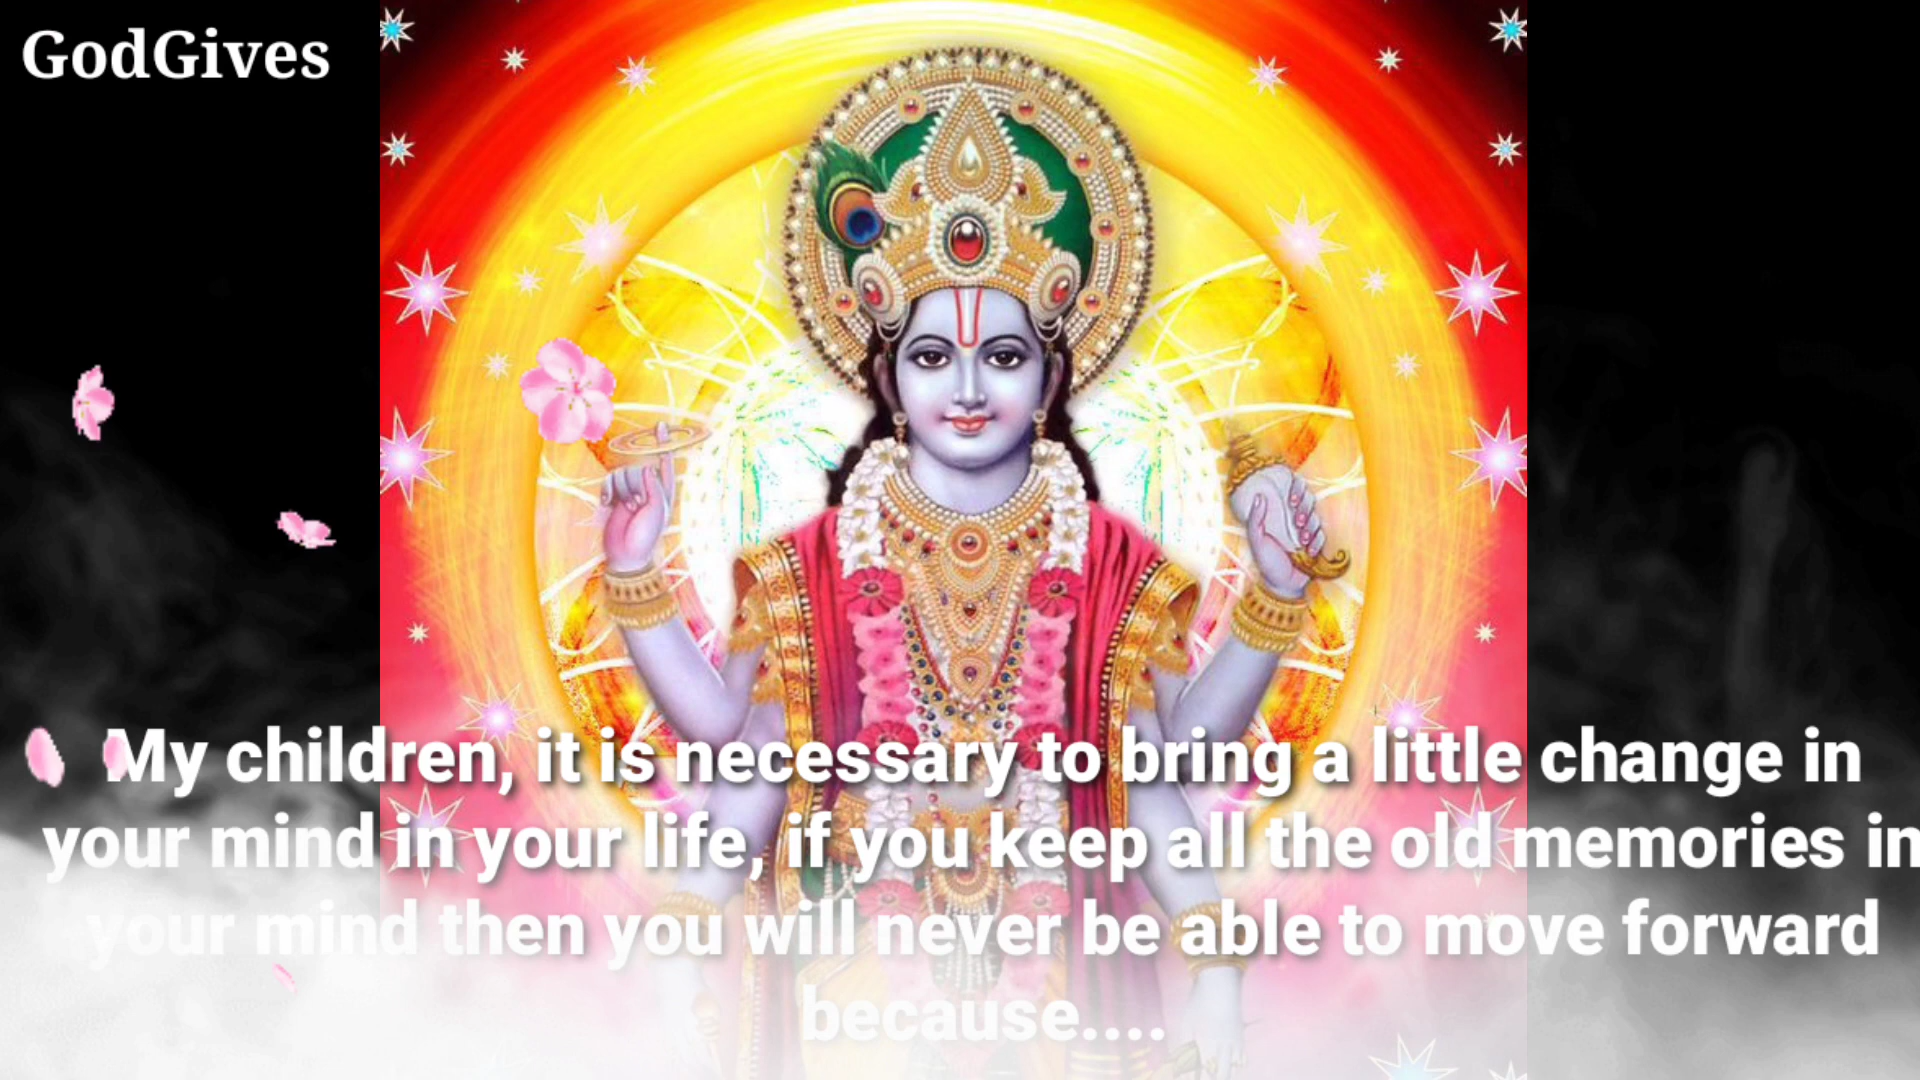 GodGives
My children, it is necessary to bring a little change in
your mind in your life, if you keep all the old memories in
your mind then you will never be able to move forward
because....